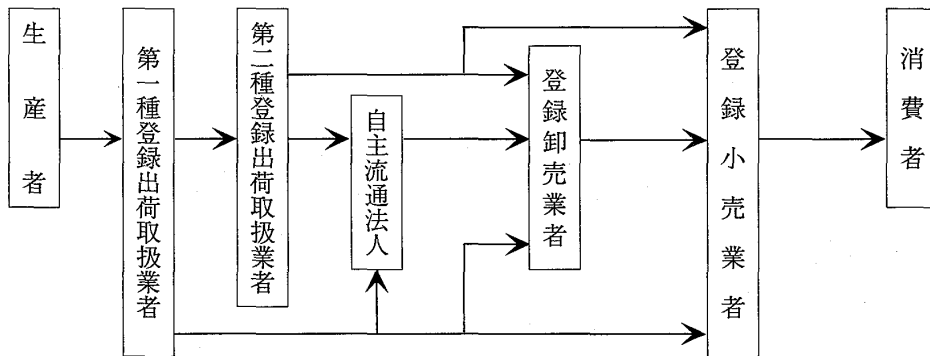 生産者
第一種登録出荷取扱業者
第二種登録出荷取扱業者
自主流通法人
登録卸売業者
登録小売業者
消費者